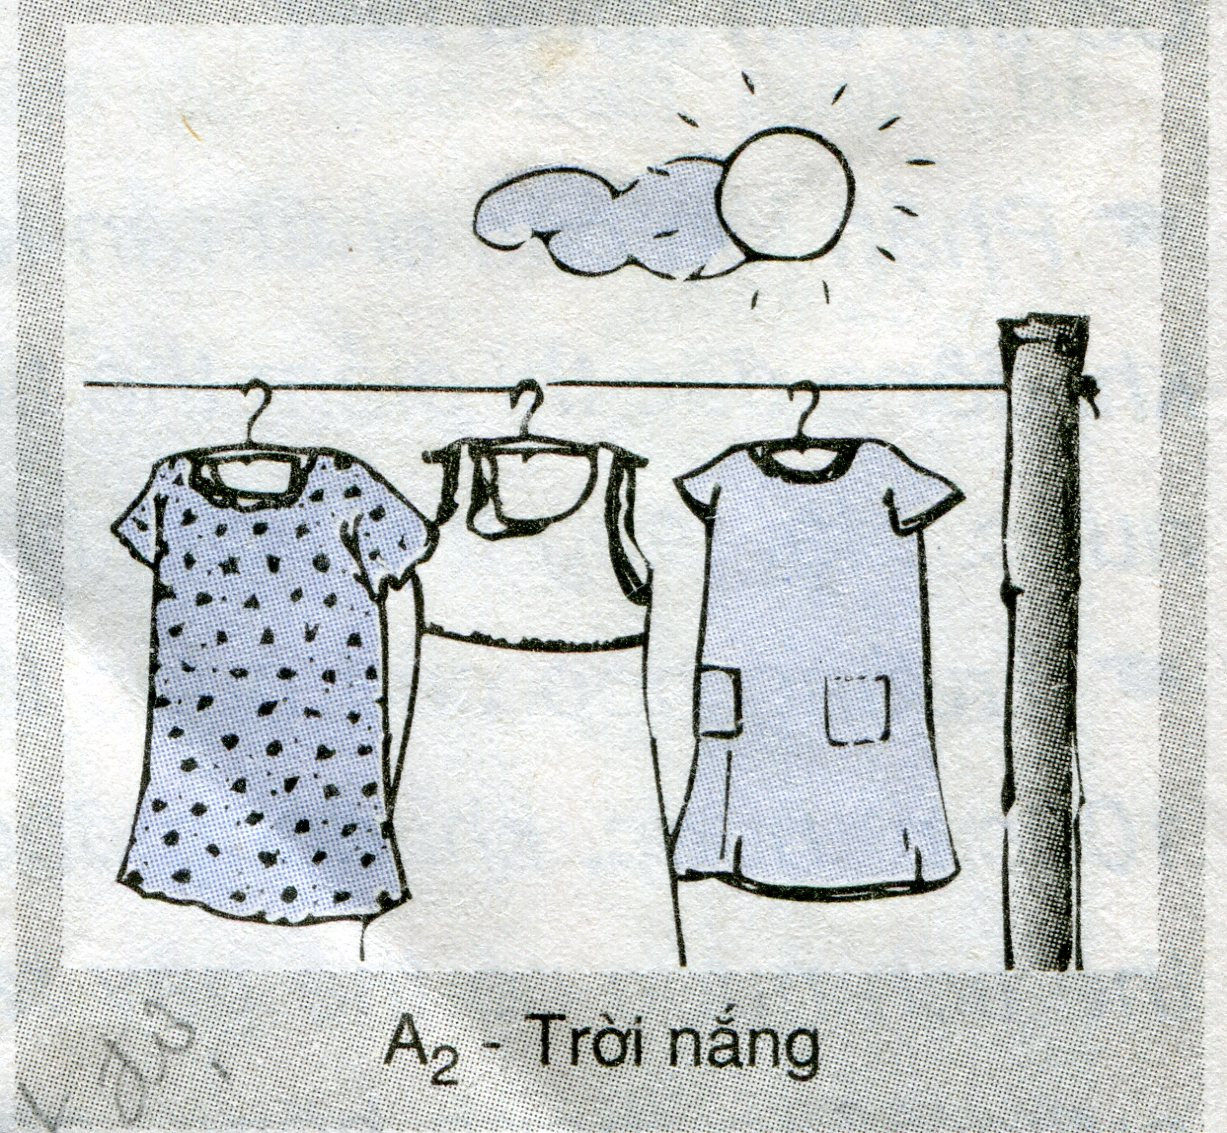 A₂ - Trời nắng